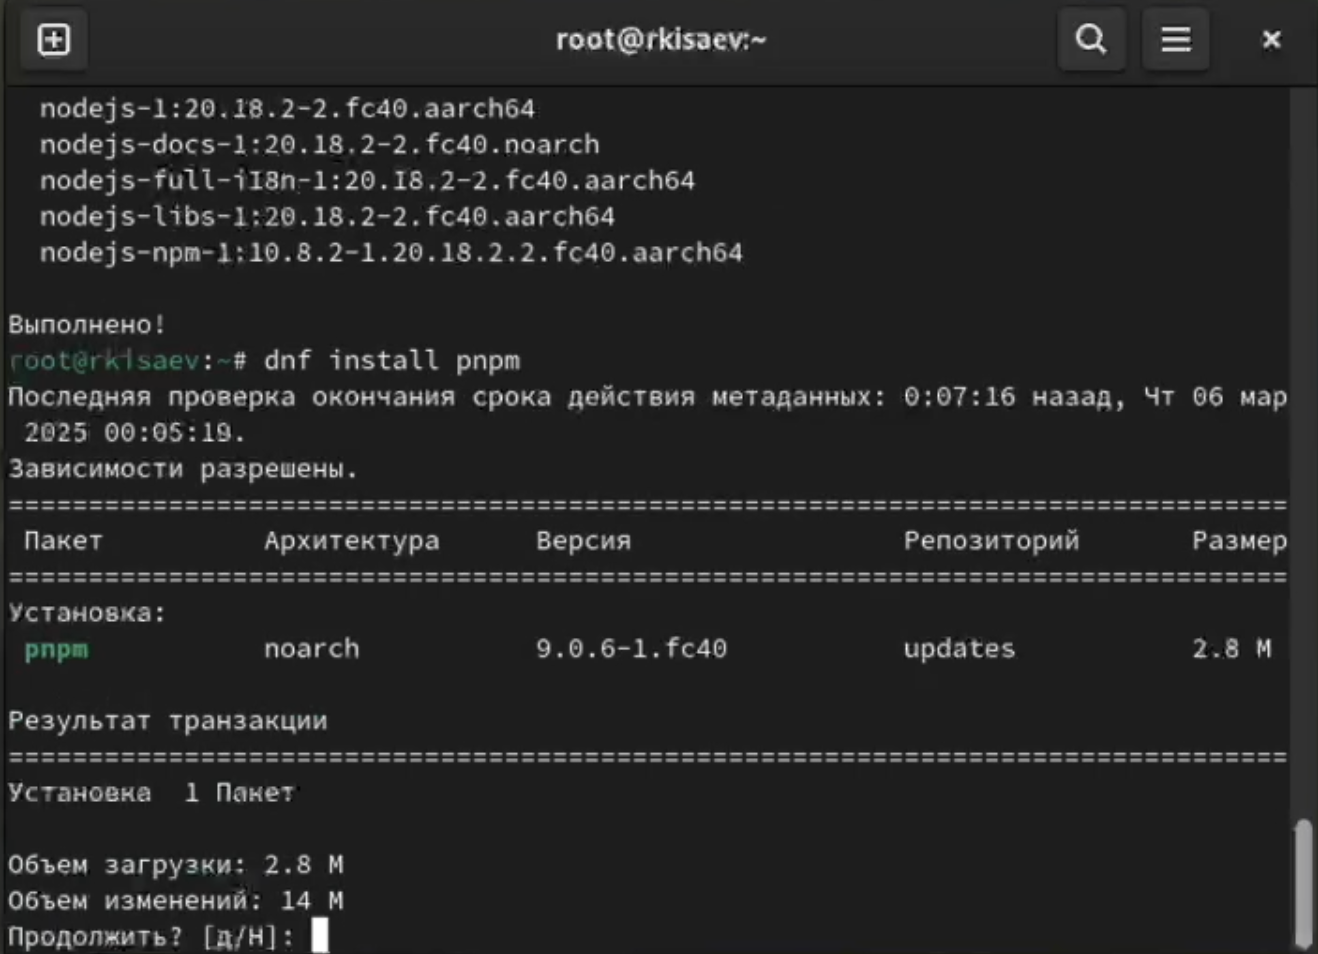 root@rkisaev:~
nodejs-1:20.18.2-2.fc40.aarch64
nodejs-docs-1:20.18.2-2.fc40.noarch
nodejs-full-i18n-1:20.18.2-2.fc40.aarch64
nodejs-libs-1:20.18.2-2.fc40.aarch64
nodejs-npm-1:10.8.2-1.20.18.2.2.fc40.aarch64
Выполнено!
root@rkisaev:~# dnf install pnpm
Последняя проверка окончания срока действия метаданных: 0:07:16 назад, Чт 06 мар
2025 00:05:19.
Зависимости разрешены.
================================================================================
Пакет Архитектура Версия Репозиторий Размер
================================================================================
Установка:
pnpm noarch 9.0.6-1.fc40 updates 2.8 M
Результат транзакции
================================================================================
Установка 1 Пакет
Объем загрузки: 2.8 M
Объем изменений: 14 M
Продолжить? [д/Н]: